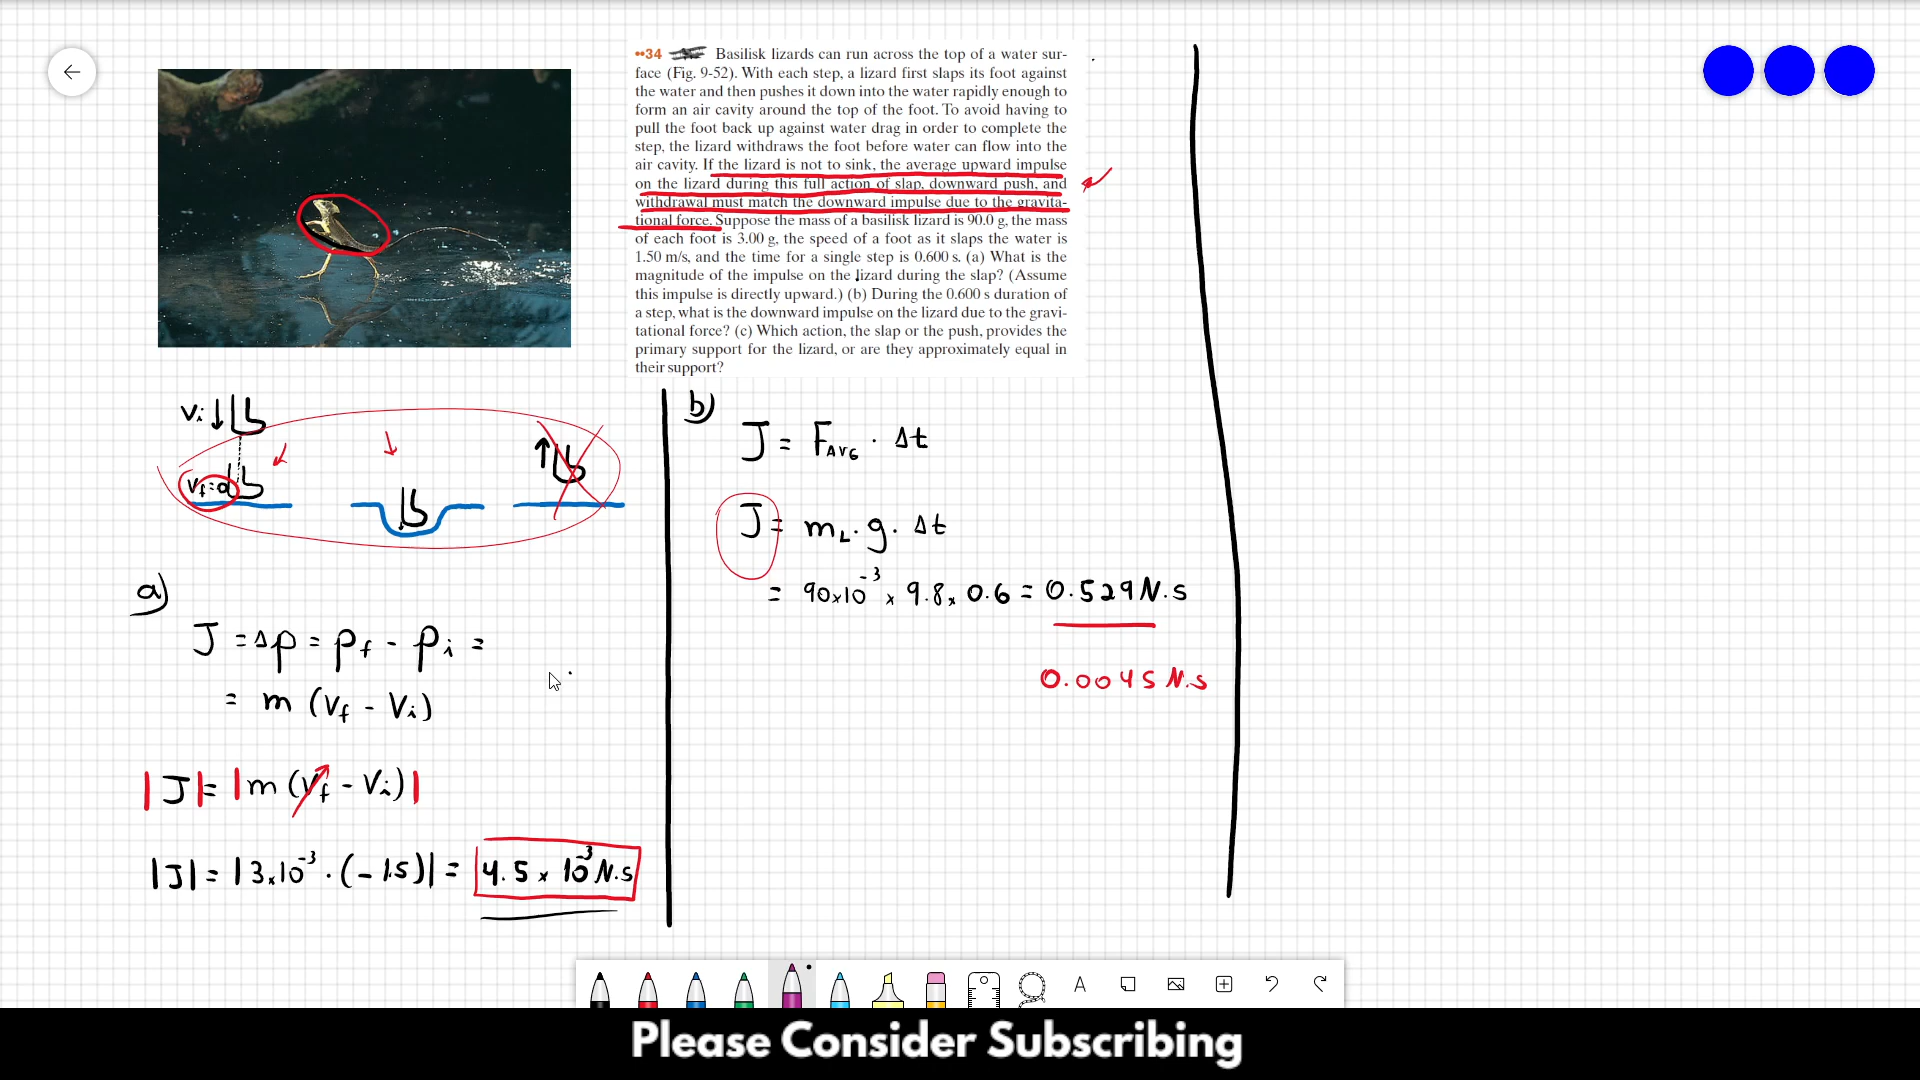 ••34 Basilisk lizards can run across the top of a water sur-
face (Fig. 9-52). With each step, a lizard first slaps its foot against
the water and then pushes it down into the water rapidly enough to
form an air cavity around the top of the foot. To avoid having to
pull the foot back up against water drag in order to complete the
step, the lizard withdraws the foot before water can flow into the
air cavity. If the lizard is not to sink, the average upward impulse
on the lizard during this full action of slap, downward push, and
withdrawal must match the downward impulse due to the gravita-
tional force. Suppose the mass of a basilisk lizard is 90.0 g, the mass
of each foot is 3.00 g, the speed of a foot as it slaps the water is
1.50 m/s, and the time for a single step is 0.600 s. (a) What is the
magnitude of the impulse on the lizard during the slap? (Assume
this impulse is directly upward.) (b) During the 0.600 s duration of
a step, what is the downward impulse on the lizard due to the gravi-
tational force? (c) Which action, the slap or the push, provides the
primary support for the lizard, or are they approximately equal in
their support?
Vi ↓
Vf=0
↑
a)
J = Δp = pf - pi =
= m (Vf - Vi)
|J| = |m (Vf - Vi)|
|J| = |3x10⁻³ · (-1.5)| = 4.5 x 10⁻³ N.s
b)
J = FAVG · Δt
J = mL · g · Δt
= 90x10⁻³ x 9.8 x 0.6 = 0.529 N.s
0.0045 N.s
A
Please Consider Subscribing